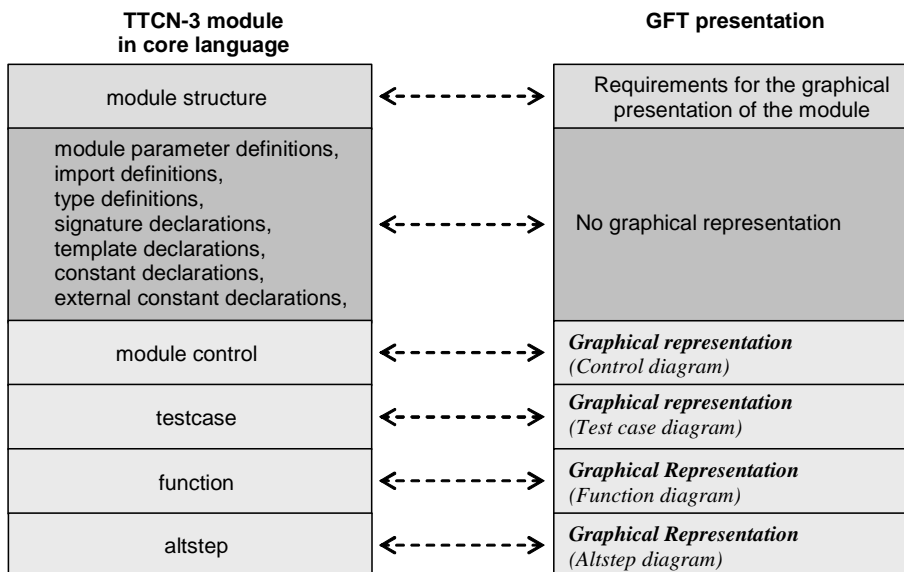 TTCN-3 module
in core language
GFT presentation
module structure
Requirements for the graphical
presentation of the module
module parameter definitions,
import definitions,
type definitions,
signature declarations,
template declarations,
constant declarations,
external constant declarations,
No graphical representation
module control
Graphical representation
(Control diagram)
testcase
Graphical representation
(Test case diagram)
function
Graphical Representation
(Function diagram)
altstep
Graphical Representation
(Altstep diagram)